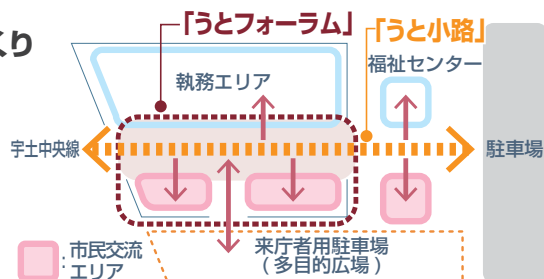 くり
「うとフォーラム」
「うと小路」
執務エリア
福祉センター
宇土中央線
駐車場
市民交流
エリア
来庁者用駐車場
(多目的広場)